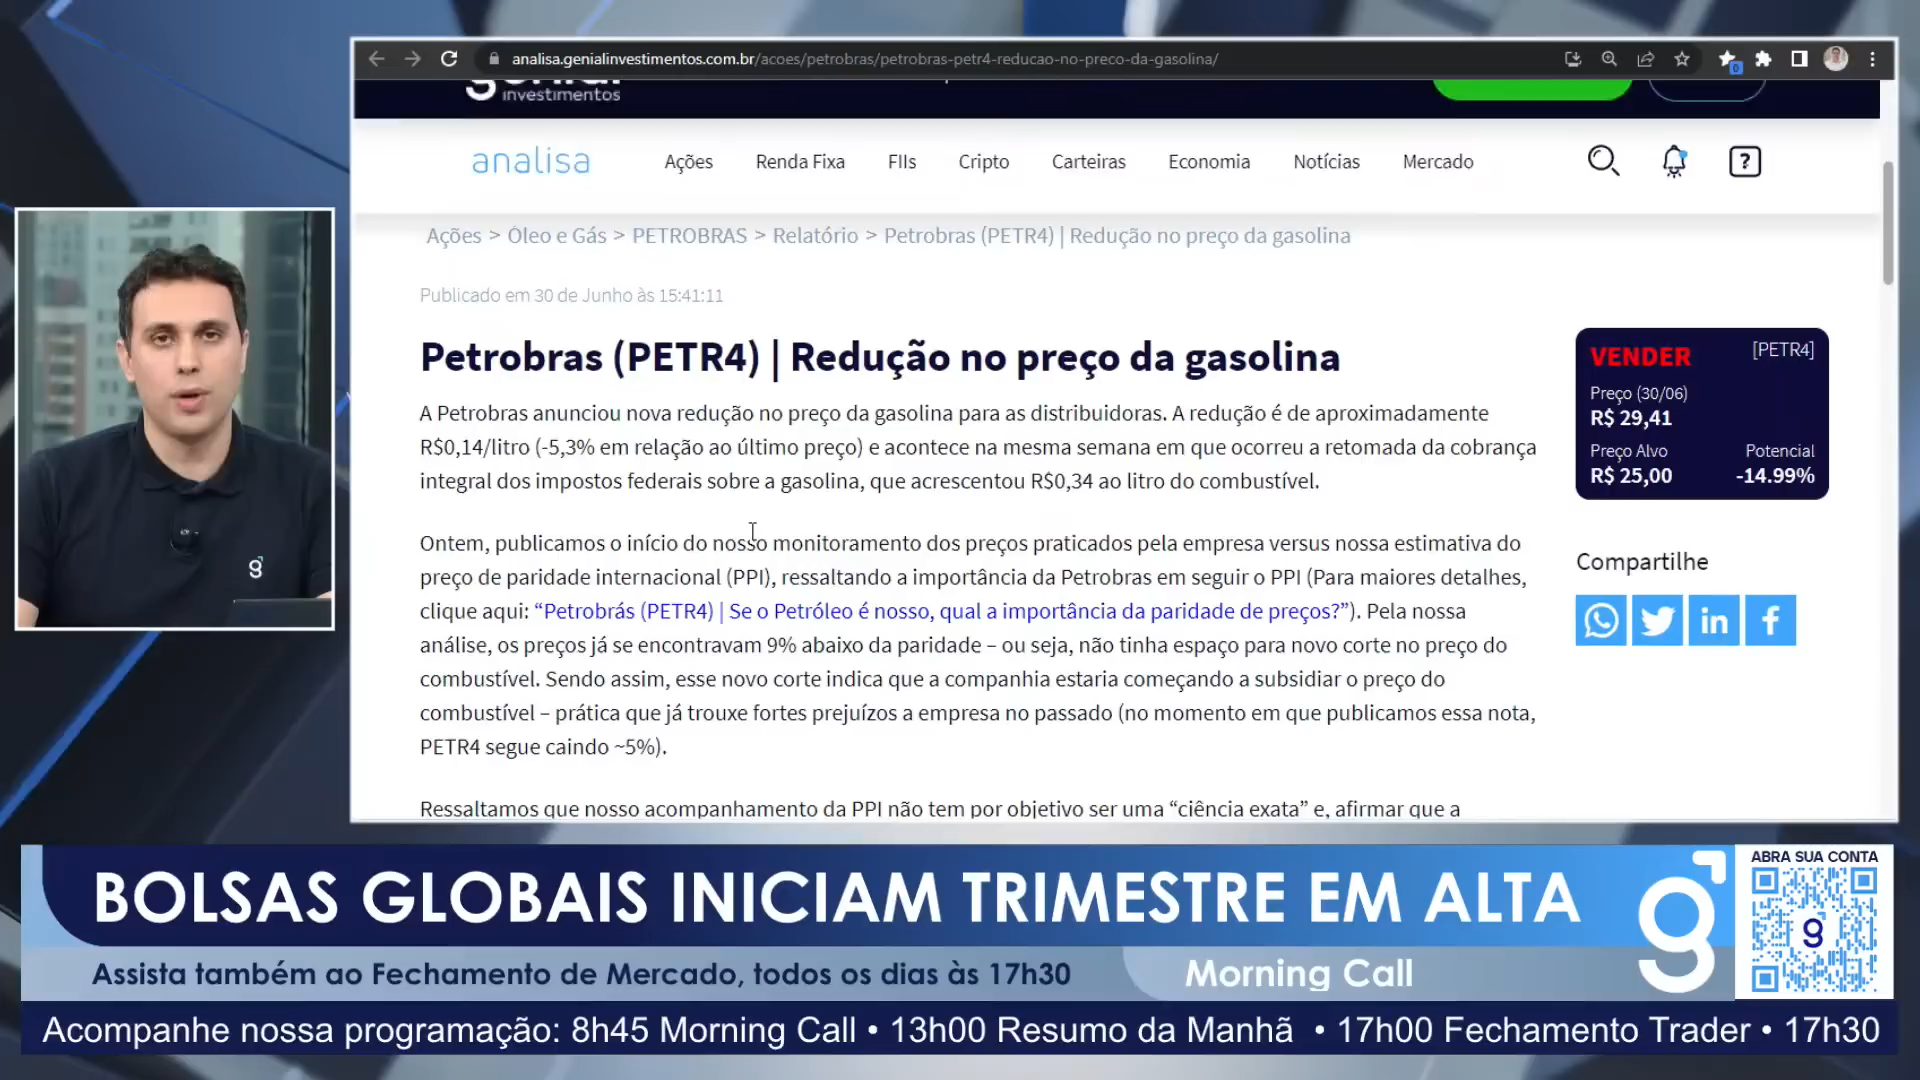 analisa.genialinvestimentos.com.br/acoes/petrobras/petrobras-petr4-reducao-no-preco-da-gasolina/
genial
investimentos
analisa
Ações
Renda Fixa
FIIs
Cripto
Carteiras
Economia
Notícias
Mercado
Ações > Óleo e Gás > PETROBRAS > Relatório > Petrobras (PETR4) | Redução no preço da gasolina
Publicado em 30 de Junho às 15:41:11
Petrobras (PETR4) | Redução no preço da gasolina
A Petrobras anunciou nova redução no preço da gasolina para as distribuidoras. A redução é de aproximadamente
R$0,14/litro (-5,3% em relação ao último preço) e acontece na mesma semana em que ocorreu a retomada da cobrança
integral dos impostos federais sobre a gasolina, que acrescentou R$0,34 ao litro do combustível.
Ontem, publicamos o início do nosso monitoramento dos preços praticados pela empresa versus nossa estimativa do
preço de paridade internacional (PPI), ressaltando a importância da Petrobras em seguir o PPI (Para maiores detalhes,
clique aqui: “Petrobrás (PETR4) | Se o Petróleo é nosso, qual a importância da paridade de preços?”). Pela nossa
análise, os preços já se encontravam 9% abaixo da paridade – ou seja, não tinha espaço para novo corte no preço do
combustível. Sendo assim, esse novo corte indica que a companhia estaria começando a subsidiar o preço do
combustível – prática que já trouxe fortes prejuízos a empresa no passado (no momento em que publicamos essa nota,
PETR4 segue caindo ~5%).
Ressaltamos que nosso acompanhamento da PPI não tem por objetivo ser uma “ciência exata” e, afirmar que a
VENDER [PETR4]
Preço (30/06)
R$ 29,41
Preço Alvo Potencial
R$ 25,00 -14.99%
Compartilhe
BOLSAS GLOBAIS INICIAM TRIMESTRE EM ALTA
ABRA SUA CONTA
Assista também ao Fechamento de Mercado, todos os dias às 17h30
Morning Call
Acompanhe nossa programação: 8h45 Morning Call • 13h00 Resumo da Manhã • 17h00 Fechamento Trader • 17h30